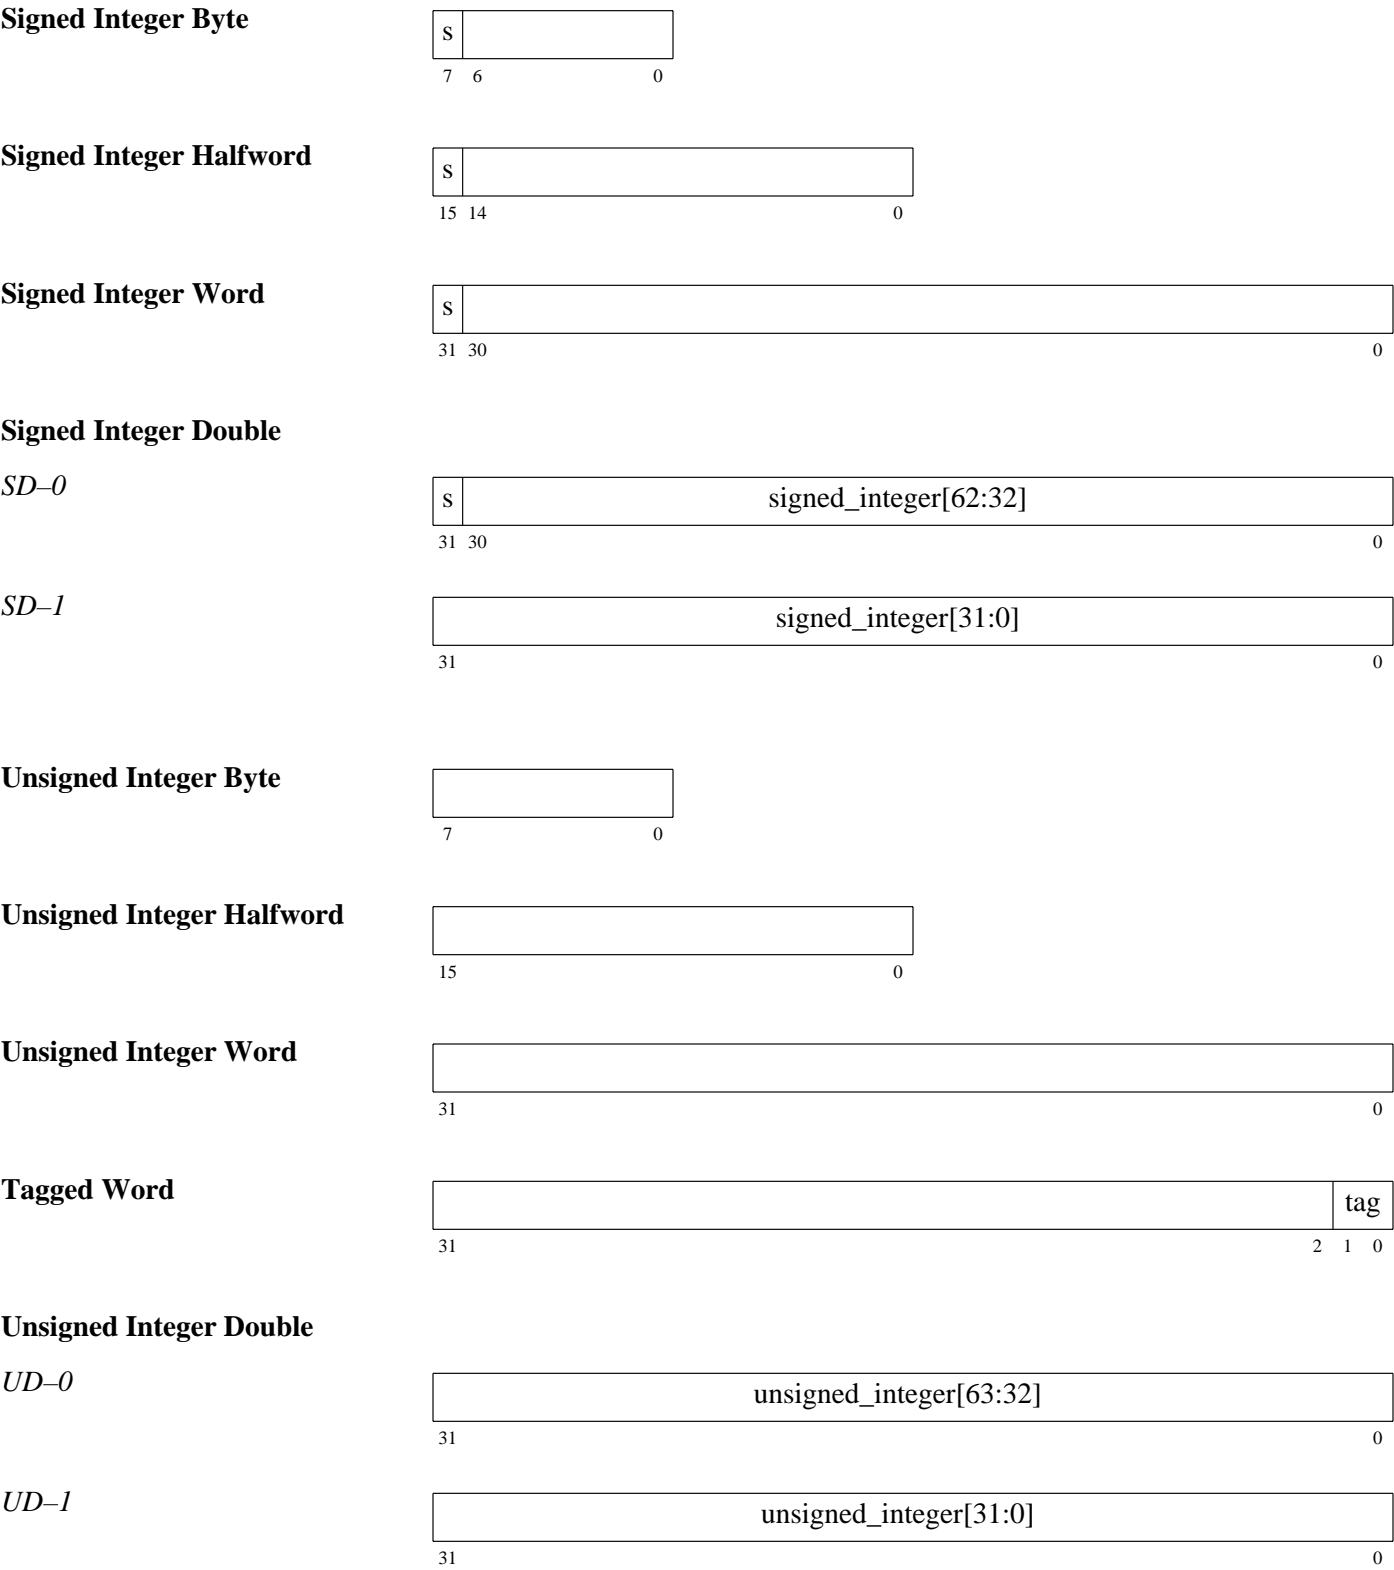 Signed Integer Byte
s
7 6 0
Signed Integer Halfword
s
15 14 0
Signed Integer Word
s
31 30 0
Signed Integer Double
SD–0
s signed_integer[62:32]
31 30 0
SD–1
signed_integer[31:0]
31 0
Unsigned Integer Byte
7 0
Unsigned Integer Halfword
15 0
Unsigned Integer Word
31 0
Tagged Word
tag
31 2 1 0
Unsigned Integer Double
UD–0
unsigned_integer[63:32]
31 0
UD–1
unsigned_integer[31:0]
31 0